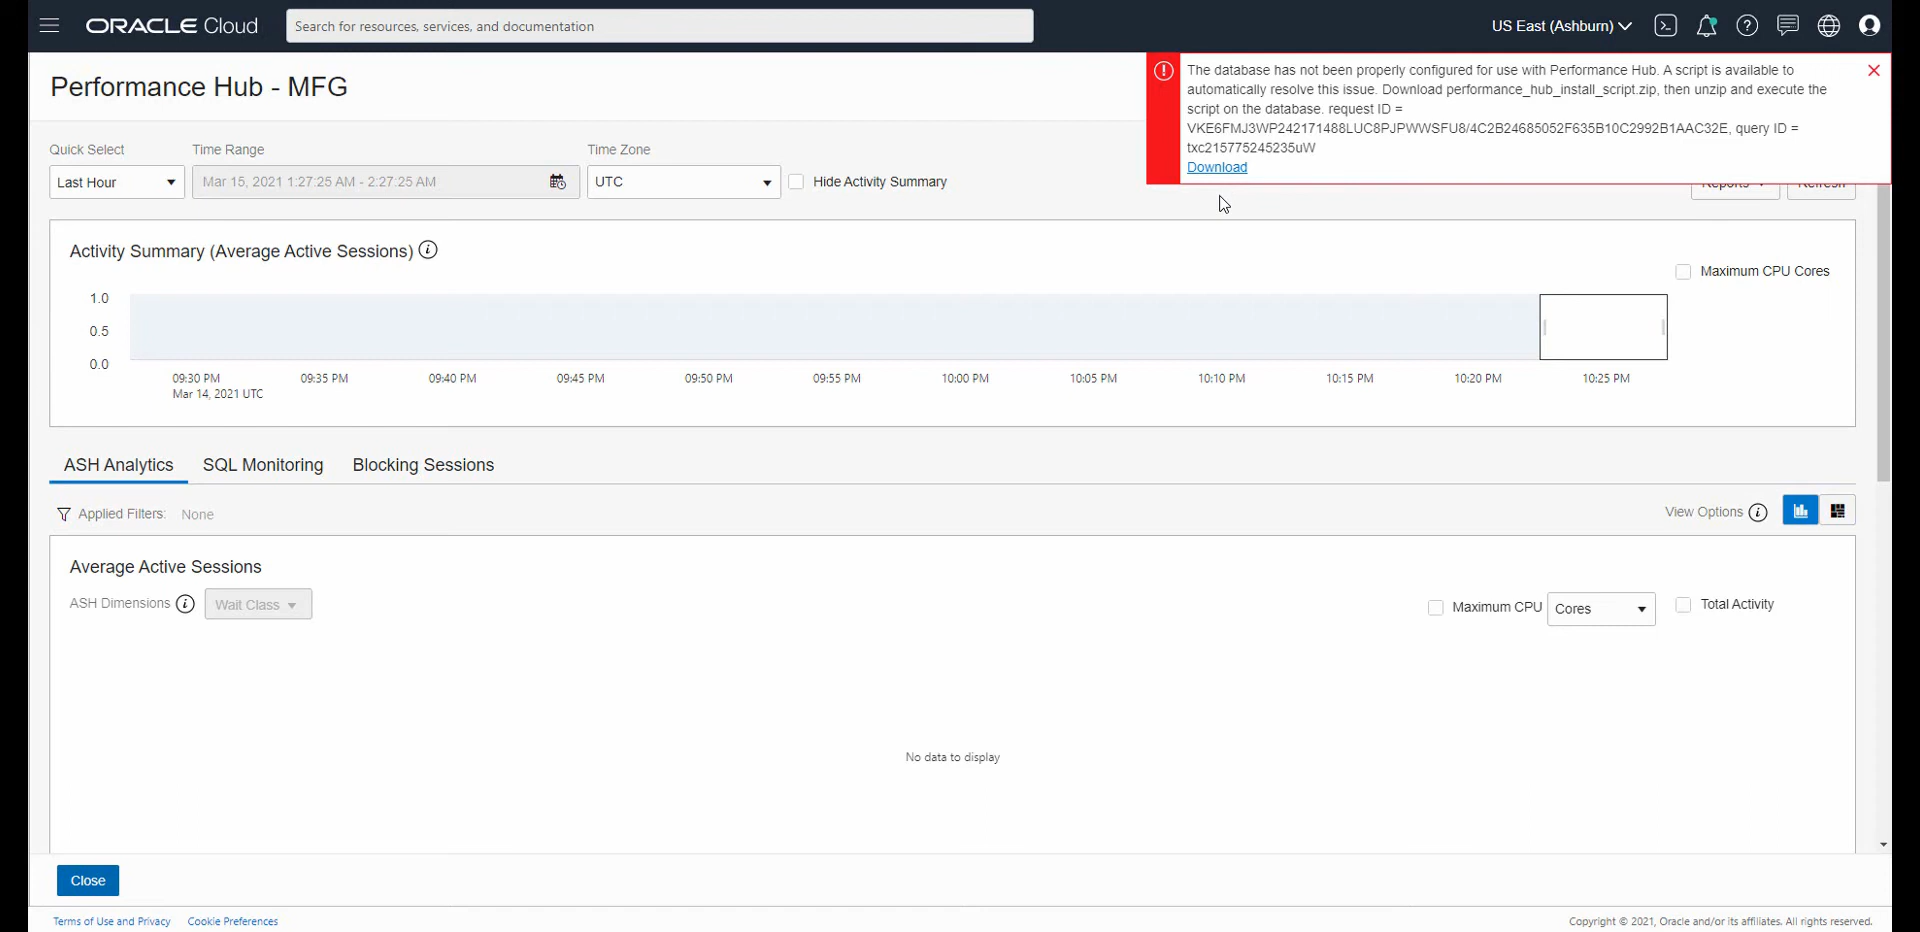 ORACLE Cloud
Search for resources, services, and documentation
US East (Ashburn)
Performance Hub - MFG
The database has not been properly configured for use with Performance Hub. A script is available to
automatically resolve this issue. Download performance_hub_install_script.zip, then unzip and execute the
script on the database. request ID =
VKE6FMJ3WP242171488LUC8PJPWWSFU8/4C2B24685052F635B10C2992B1AAC32E, query ID =
txc215775245235uW
Download
Quick Select
Time Range
Time Zone
Last Hour
Mar 15, 2021 1:27:25 AM - 2:27:25 AM
UTC
Hide Activity Summary
Reports
Refresh
Activity Summary (Average Active Sessions)
Maximum CPU Cores
1.0
0.5
0.0
09:30 PM
09:35 PM
09:40 PM
09:45 PM
09:50 PM
09:55 PM
10:00 PM
10:05 PM
10:10 PM
10:15 PM
10:20 PM
10:25 PM
Mar 14, 2021 UTC
ASH Analytics
SQL Monitoring
Blocking Sessions
Applied Filters:
None
View Options
Average Active Sessions
ASH Dimensions
Wait Class
Maximum CPU
Cores
Total Activity
No data to display
Close
Terms of Use and Privacy
Cookie Preferences
Copyright © 2021, Oracle and/or its affiliates. All rights reserved.